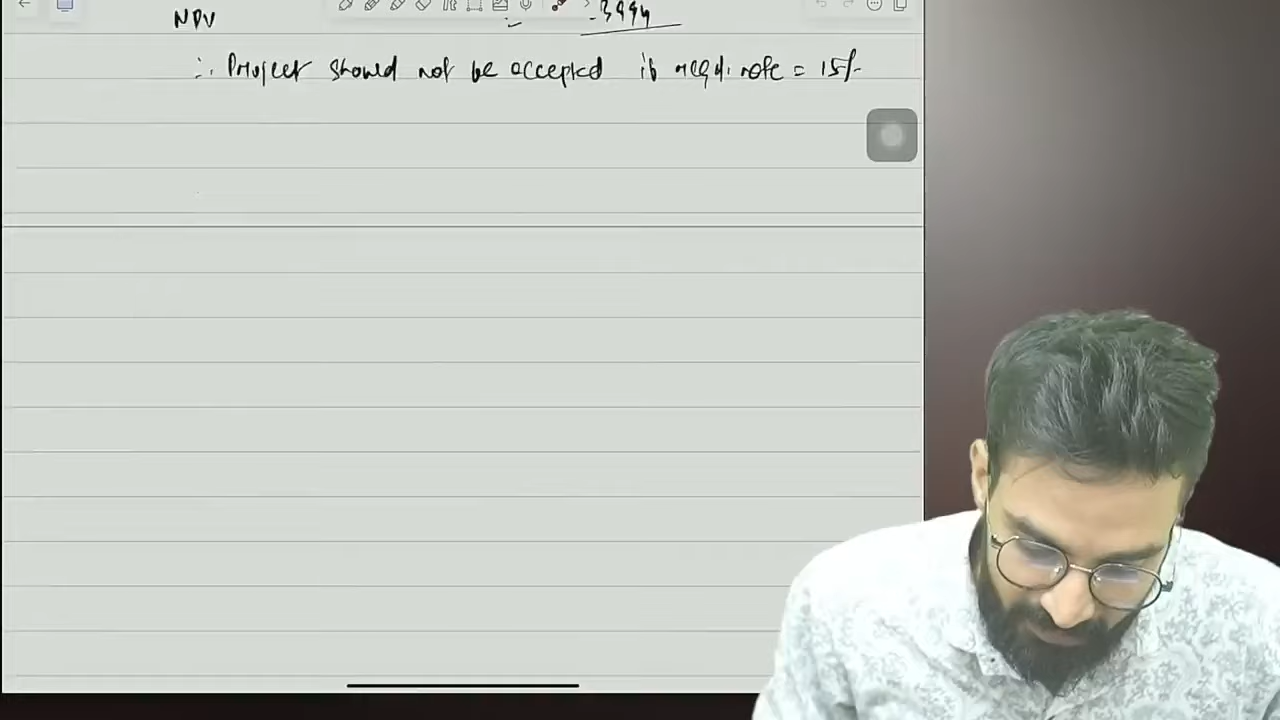 NPV -3994
∴ Project should not be accepted if reqd. rate = 15%